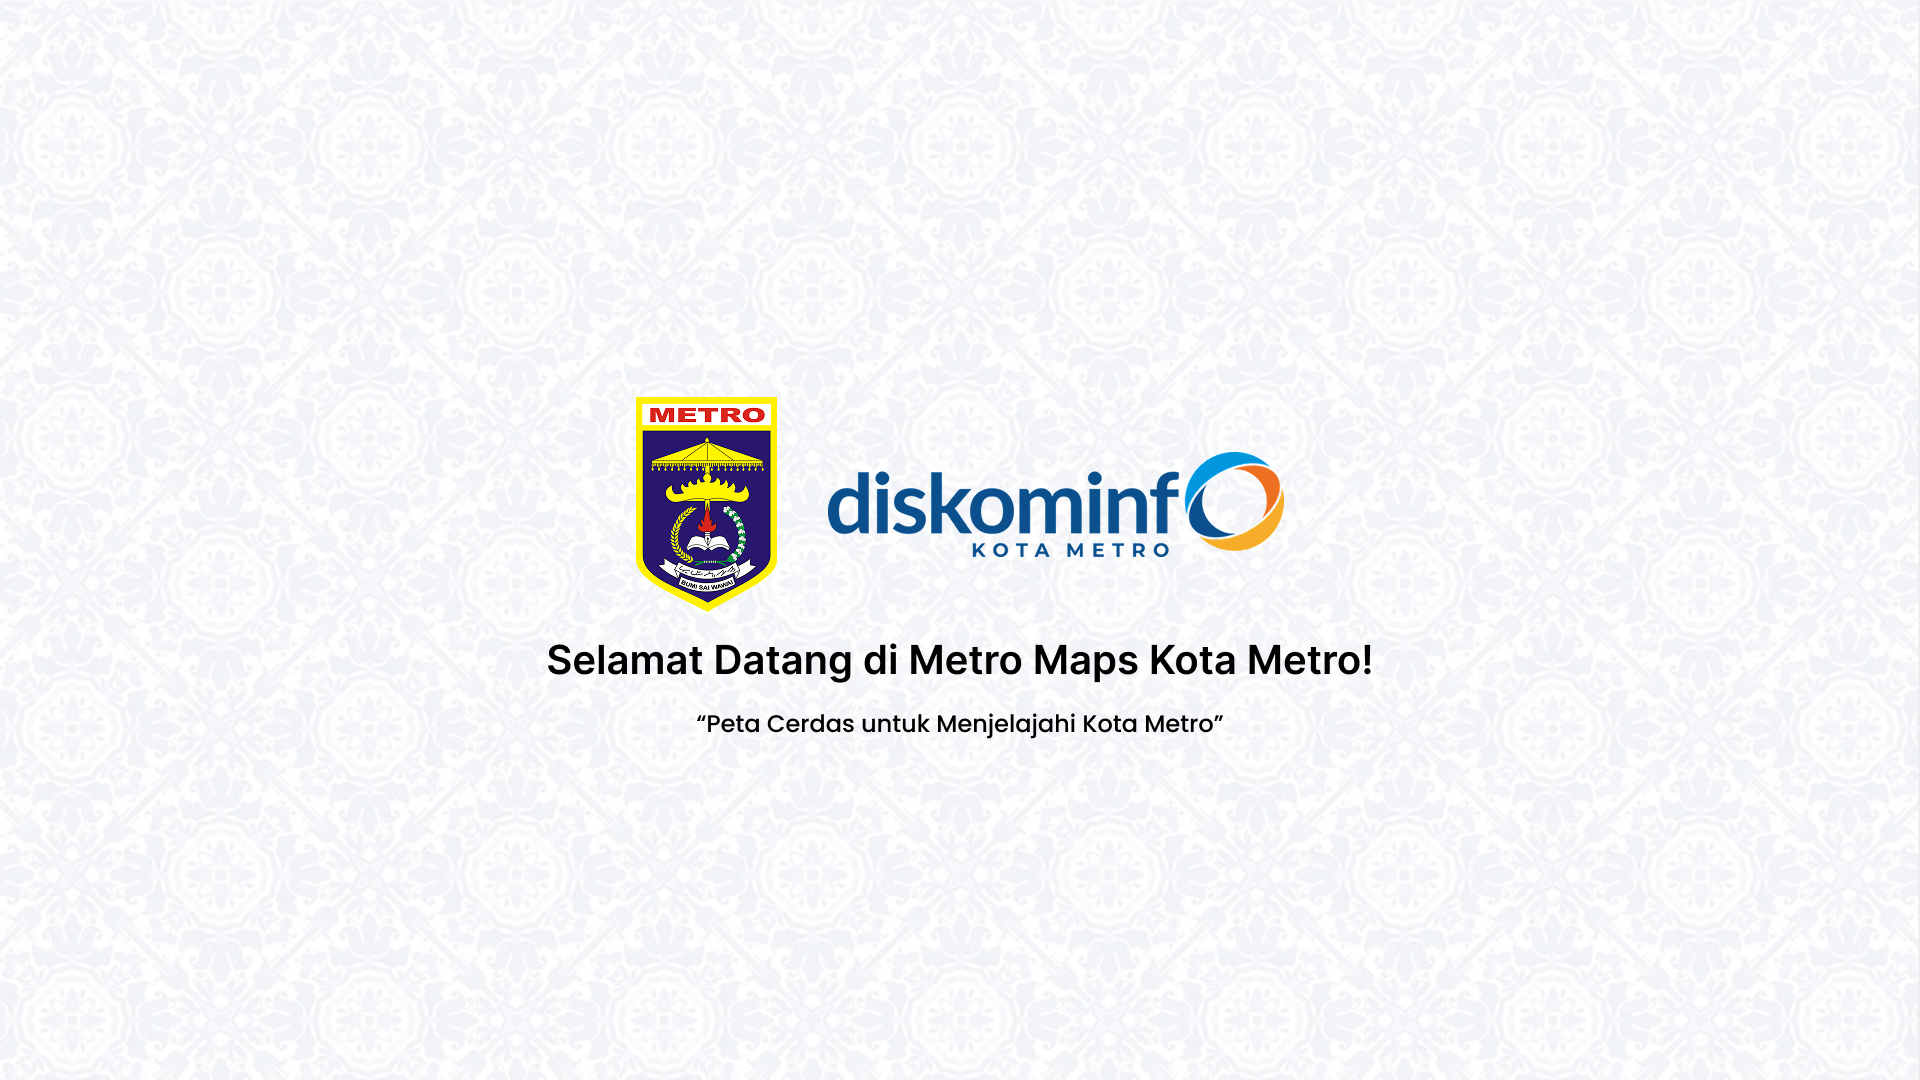 METRO
BUMI SAI WAWAI
diskominfo
KOTA METRO
Selamat Datang di Metro Maps Kota Metro!
“Peta Cerdas untuk Menjelajahi Kota Metro”